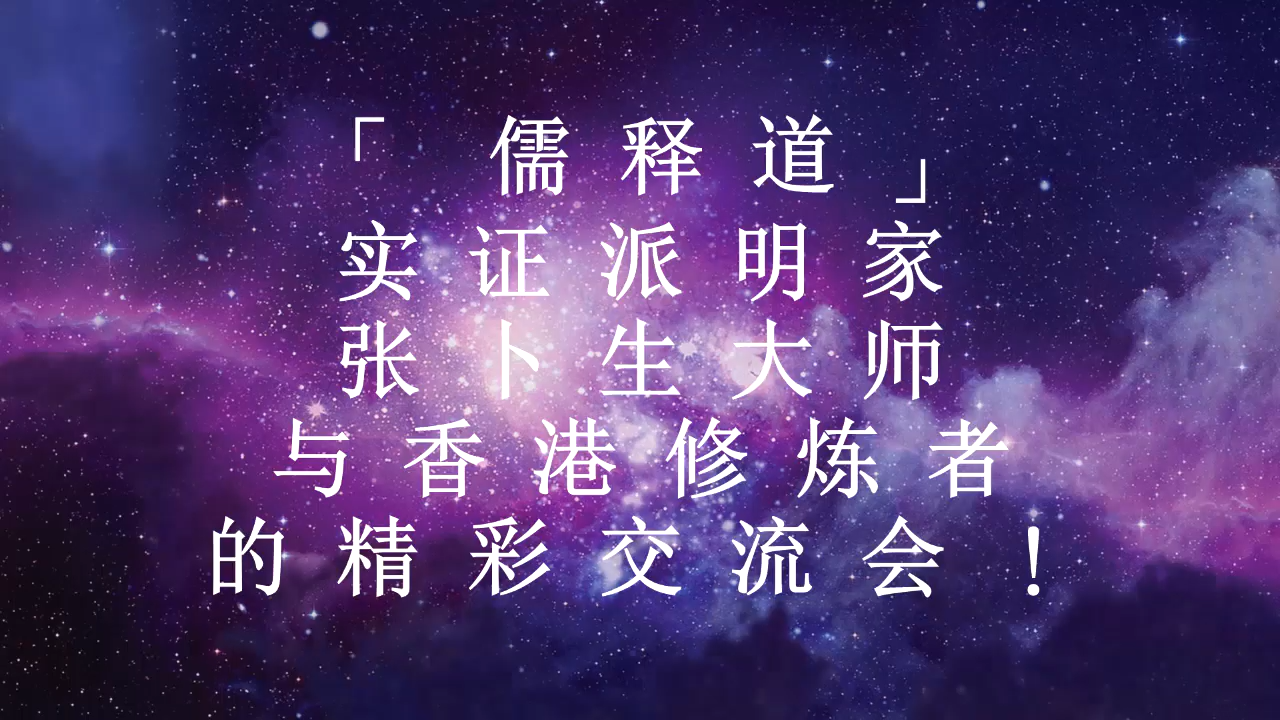 「 儒释道」
实证派明家
张卜生大师
与香港修炼者
的精彩交流会！